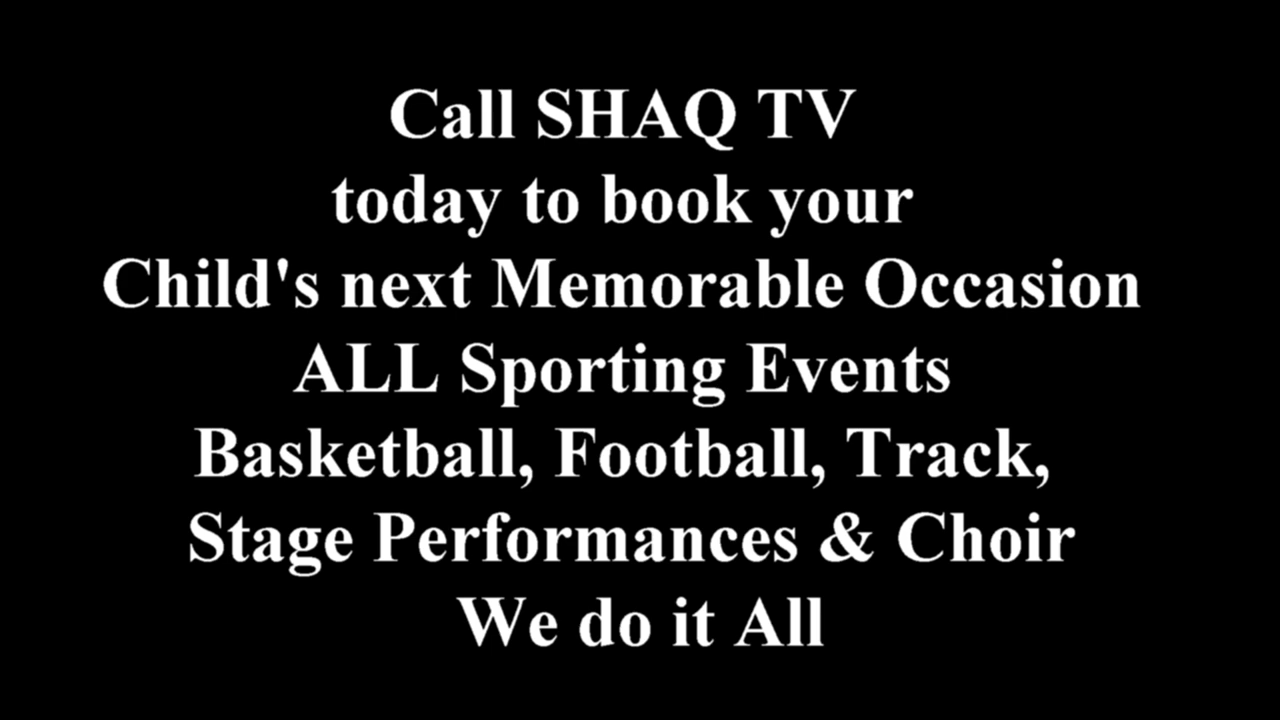 Call SHAQ TV
today to book your
Child's next Memorable Occasion
ALL Sporting Events
Basketball, Football, Track,
Stage Performances & Choir
We do it All